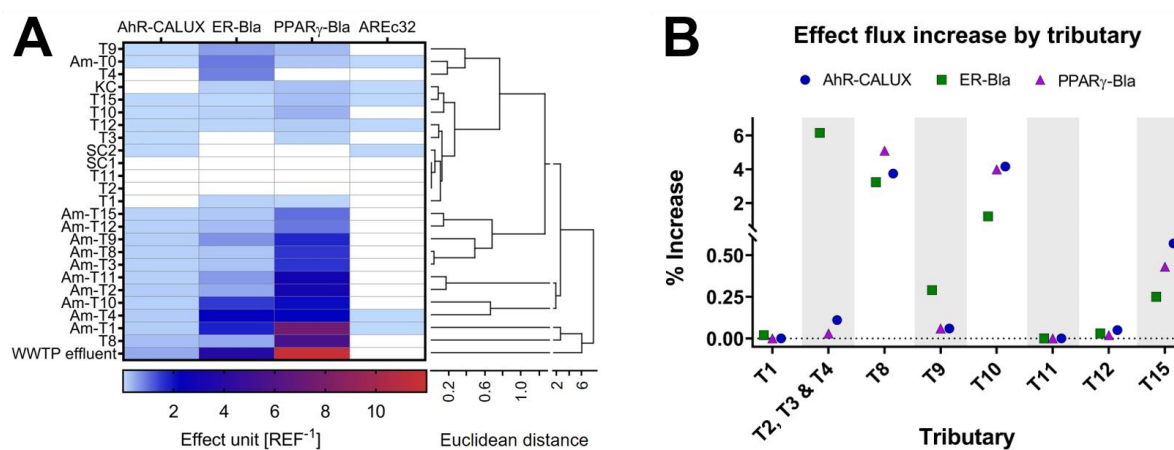 A
AhR-CALUX ER-Bla PPARγ-Bla AREc32
T9
Am-T0
T4
KC
T15
T10
T12
T3
SC2
SC1
T11
T2
T1
Am-T15
Am-T12
Am-T9
Am-T8
Am-T3
Am-T11
Am-T2
Am-T10
Am-T4
Am-T1
T8
WWTP effluent
2 4 6 8 10
Effect unit [REF⁻¹]
0.2 0.6 1.0 2 6
Euclidean distance
B
Effect flux increase by tributary
AhR-CALUX ER-Bla PPARγ-Bla
% Increase
6
4
2
0.50
0.25
0.00
T1 T2, T3 & T4 T8 T9 T10 T11 T12 T15
Tributary